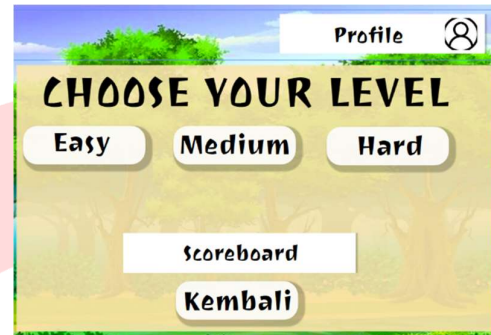 Profile
CHOOSE YOUR LEVEL
Easy Medium Hard
Scoreboard
Kembali